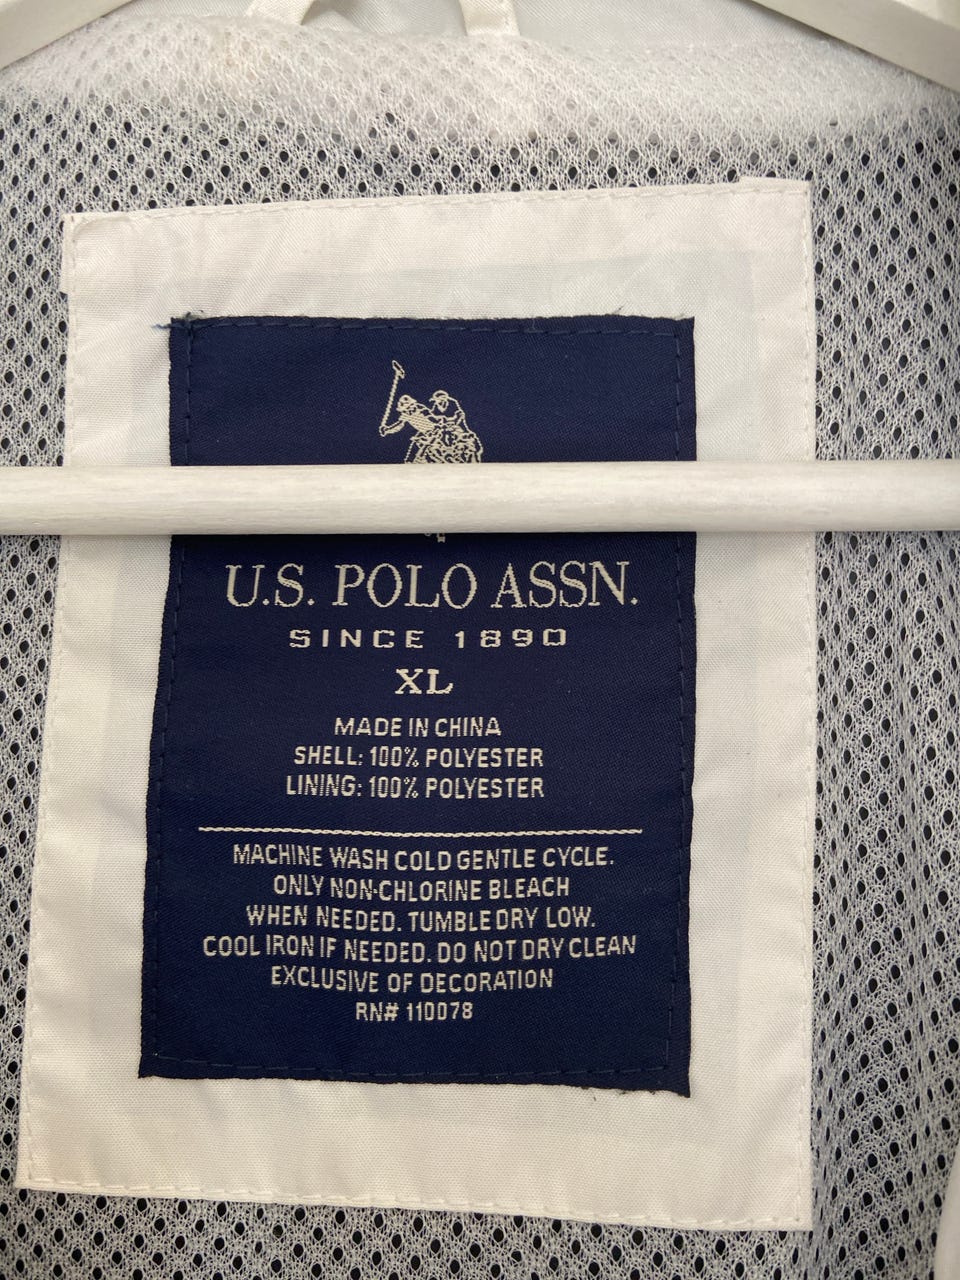 U.S. POLO ASSN.
SINCE 1890
XL
MADE IN CHINA
SHELL: 100% POLYESTER
LINING: 100% POLYESTER
MACHINE WASH COLD GENTLE CYCLE.
ONLY NON-CHLORINE BLEACH
WHEN NEEDED. TUMBLE DRY LOW.
COOL IRON IF NEEDED. DO NOT DRY CLEAN
EXCLUSIVE OF DECORATION
RN# 110078